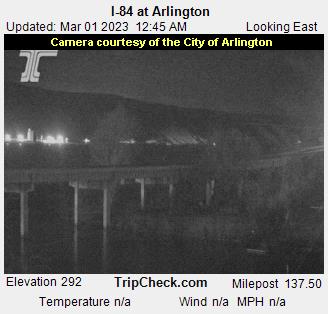 I-84 at Arlington
Updated: Mar 01 2023 12:45 AM Looking East
Camera courtesy of the City of Arlington
Elevation 292 TripCheck.com Milepost 137.50
Temperature n/a Wind n/a MPH n/a